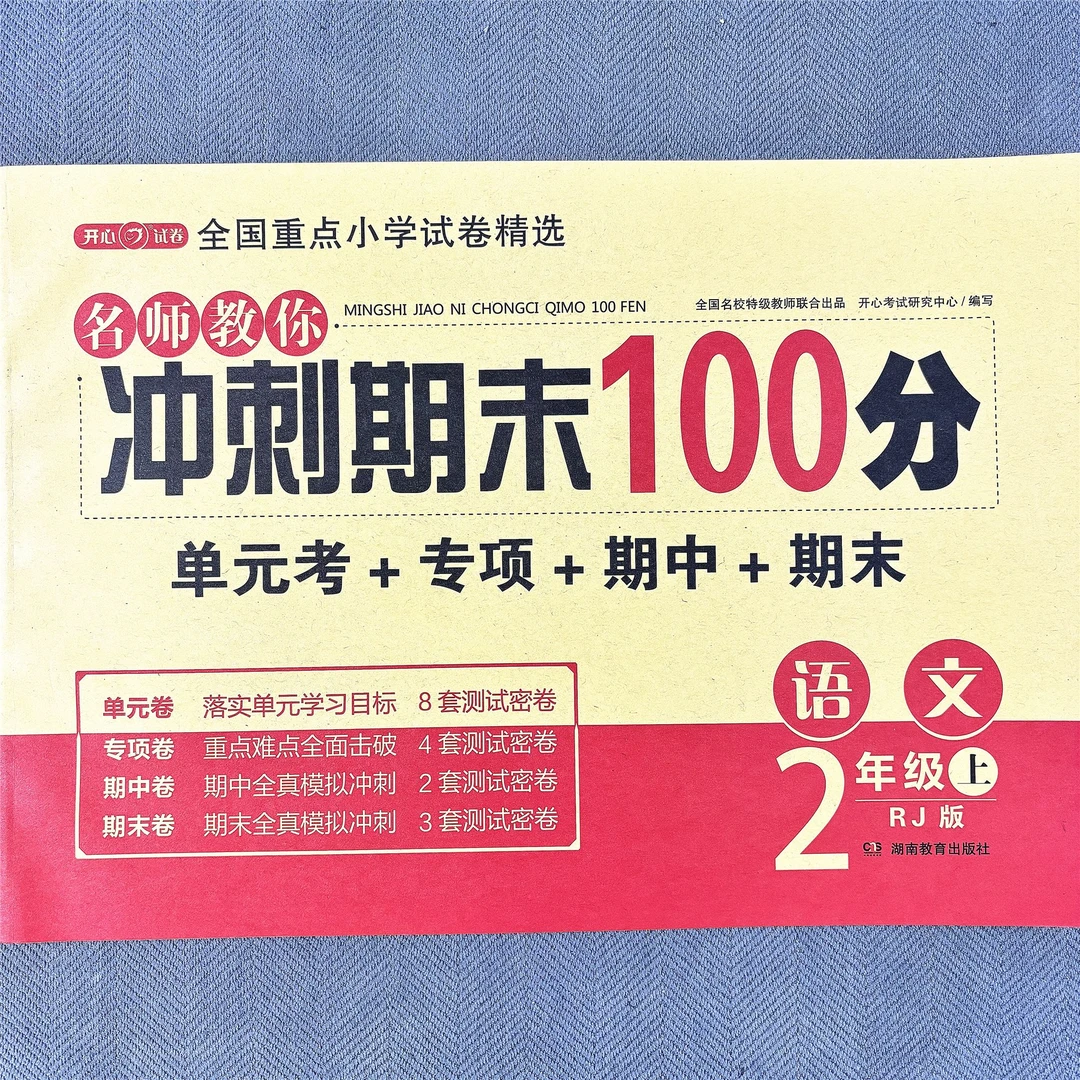 开心试卷 全国重点小学试卷精选
名师教你
MINGSHI JIAO NI CHONGCI QIMO 100 FEN
全国名校特级教师联合出品 开心考试研究中心/编写
冲刺期末100分
单元考+专项+期中+期末
单元卷 落实单元学习目标 8套测试密卷
专项卷 重点难点全面击破 4套测试密卷
期中卷 期中全真模拟冲刺 2套测试密卷
期末卷 期末全真模拟冲刺 3套测试密卷
语文
2年级上
RJ版
湖南教育出版社